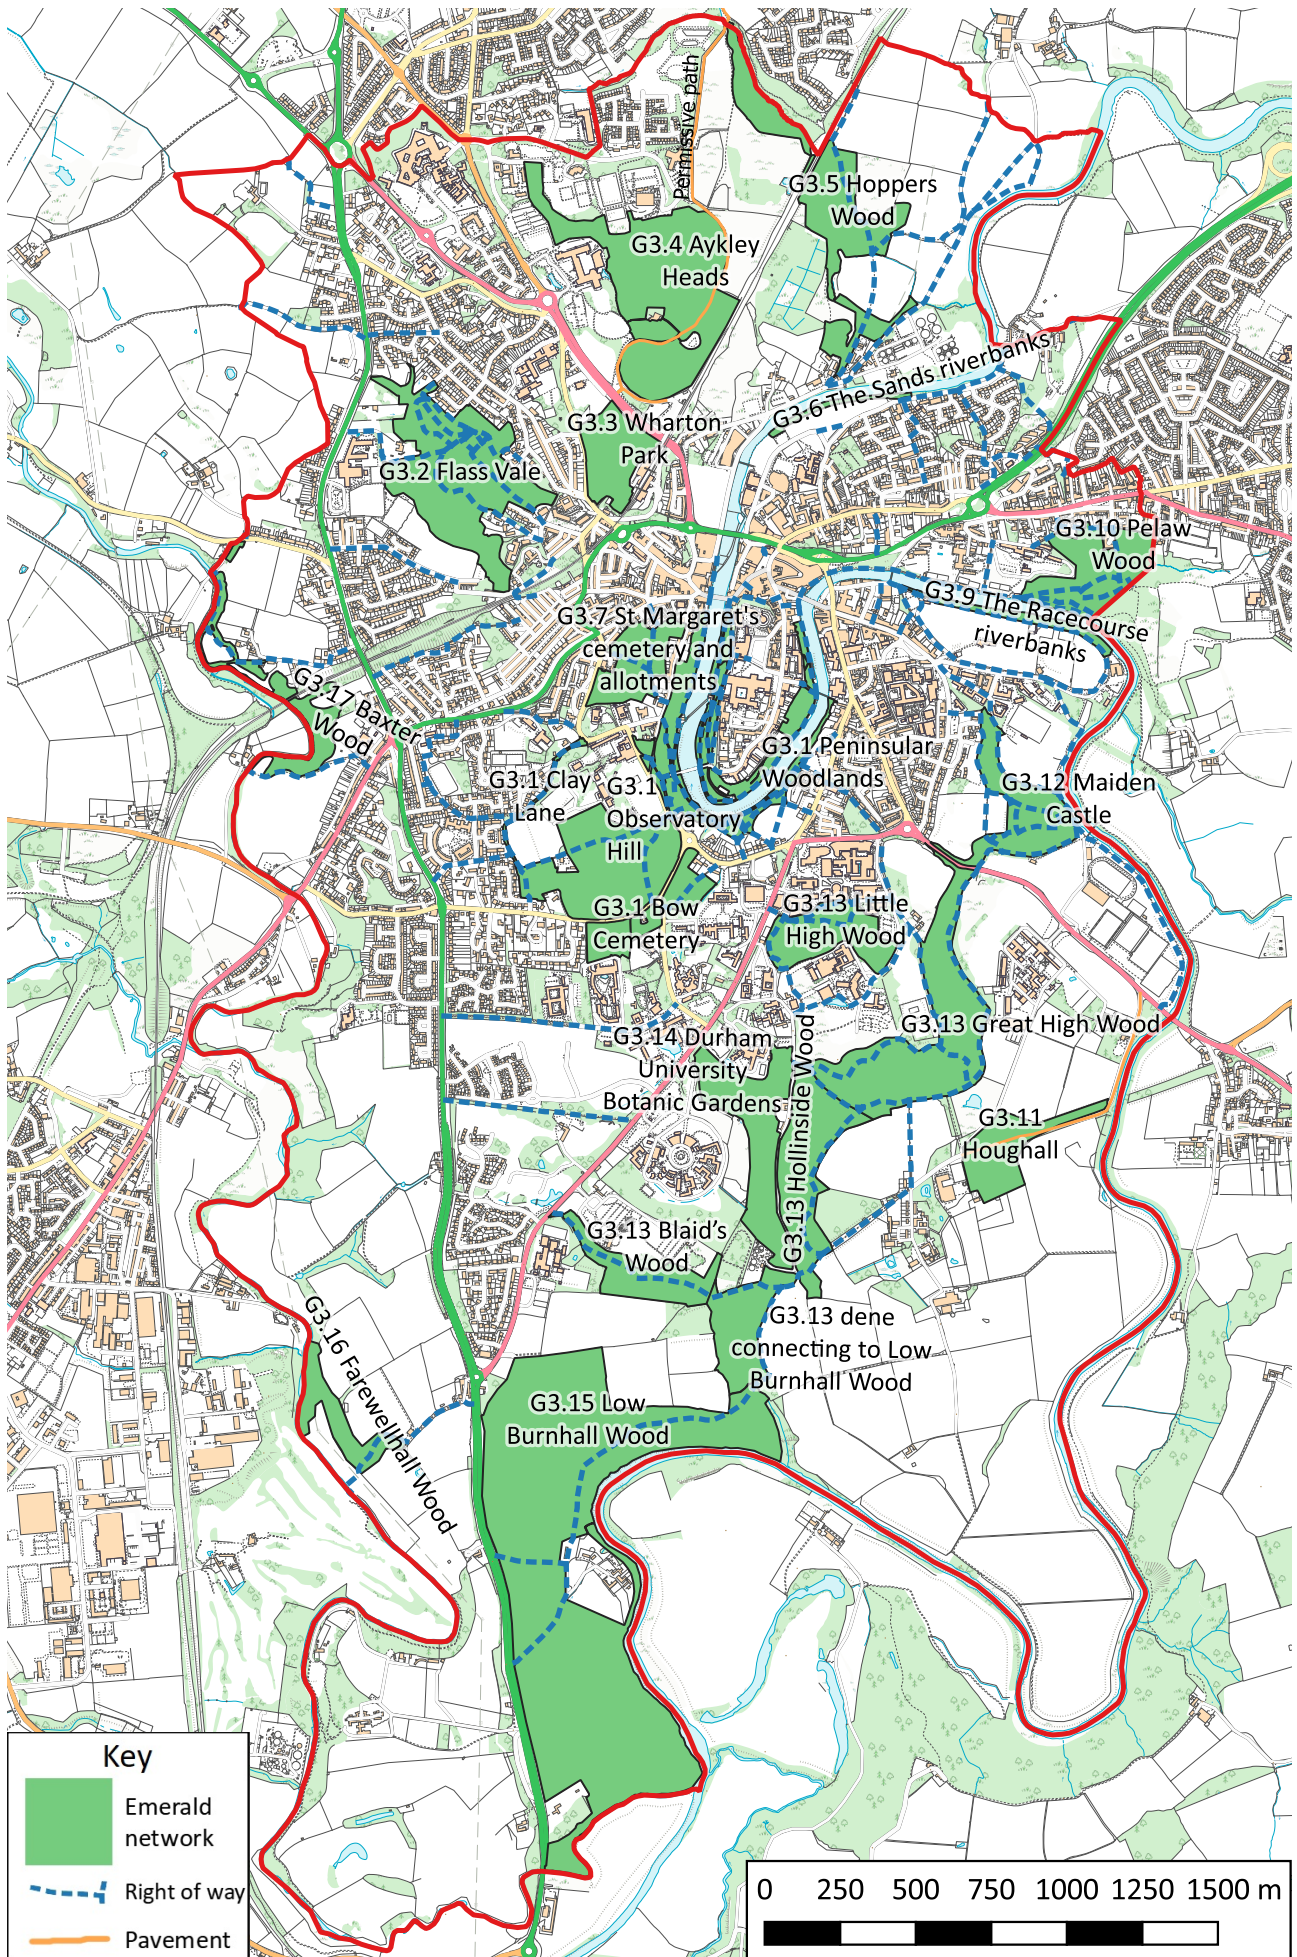 Permissive path
G3.5 Hoppers
Wood
G3.4 Aykley
Heads
G3.6 The Sands riverbanks
G3.3 Wharton
Park
G3.2 Flass Vale
G3.10 Pelaw
Wood
G3.9 The Racecourse
riverbanks
G3.7 St Margaret's
cemetery and
allotments
G3.17 Baxter
Wood
G3.1 Peninsular
Woodlands
G3.1 Clay
Lane
G3.1
Observatory
Hill
G3.12 Maiden
Castle
G3.1 Bow
Cemetery
G3.13 Little
High Wood
G3.13 Great High Wood
G3.14 Durham
University
Botanic Gardens
G3.13 Hollinside Wood
G3.11
Houghall
G3.13 Blaid's
Wood
G3.13 dene
connecting to Low
Burnhall Wood
G3.16 Farewellhall Wood
G3.15 Low
Burnhall Wood
Key
Emerald
network
Right of way
Pavement
0 250 500 750 1000 1250 1500 m